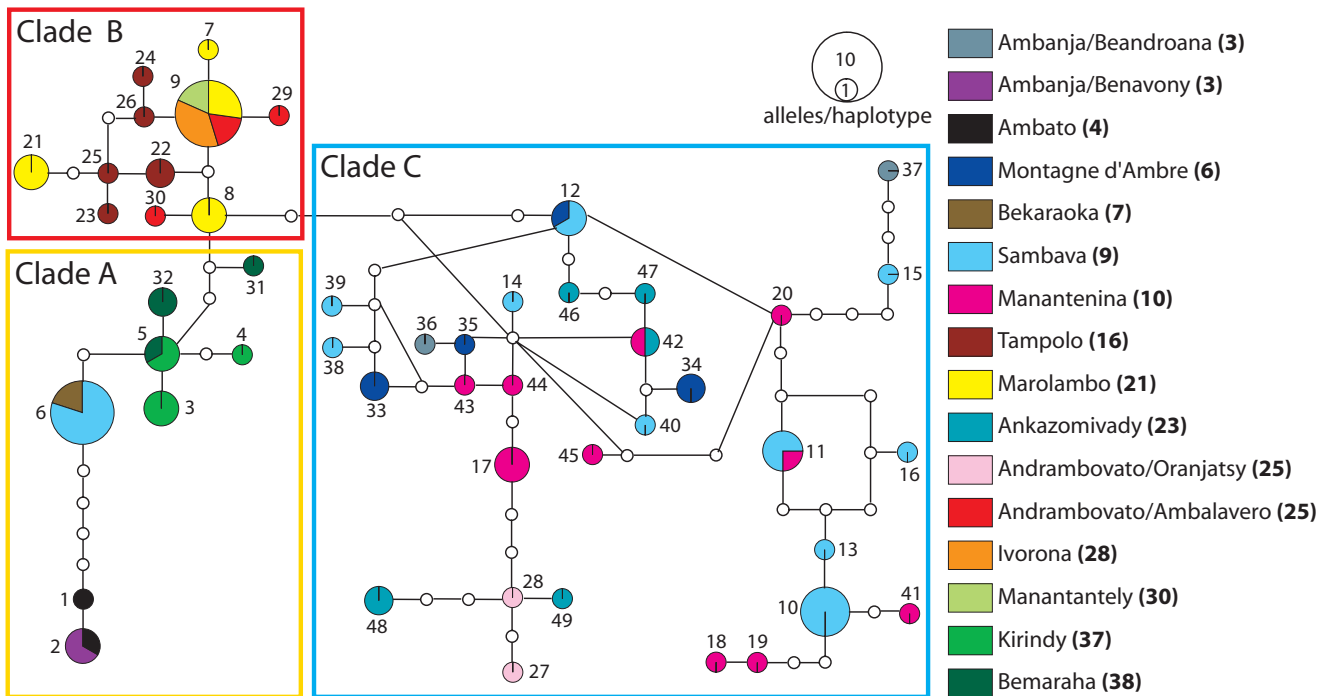 Clade B
7
24
9
29
26
21
25
22
8
30
23
Clade A
31
32
5
4
6
3
1
2
10
1
alleles/haplotype
Clade C
12
37
15
39
14
47
46
20
36
35
42
34
38
33
43
44
40
17
45
11
16
13
28
48
49
27
10
41
18
19
Ambanja/Beandroana (3)
Ambanja/Benavony (3)
Ambato (4)
Montagne d'Ambre (6)
Bekaraoka (7)
Sambava (9)
Manantenina (10)
Tampolo (16)
Marolambo (21)
Ankazomivady (23)
Andrambovato/Oranjatsy (25)
Andrambovato/Ambalavero (25)
Ivorona (28)
Manantantely (30)
Kirindy (37)
Bemaraha (38)